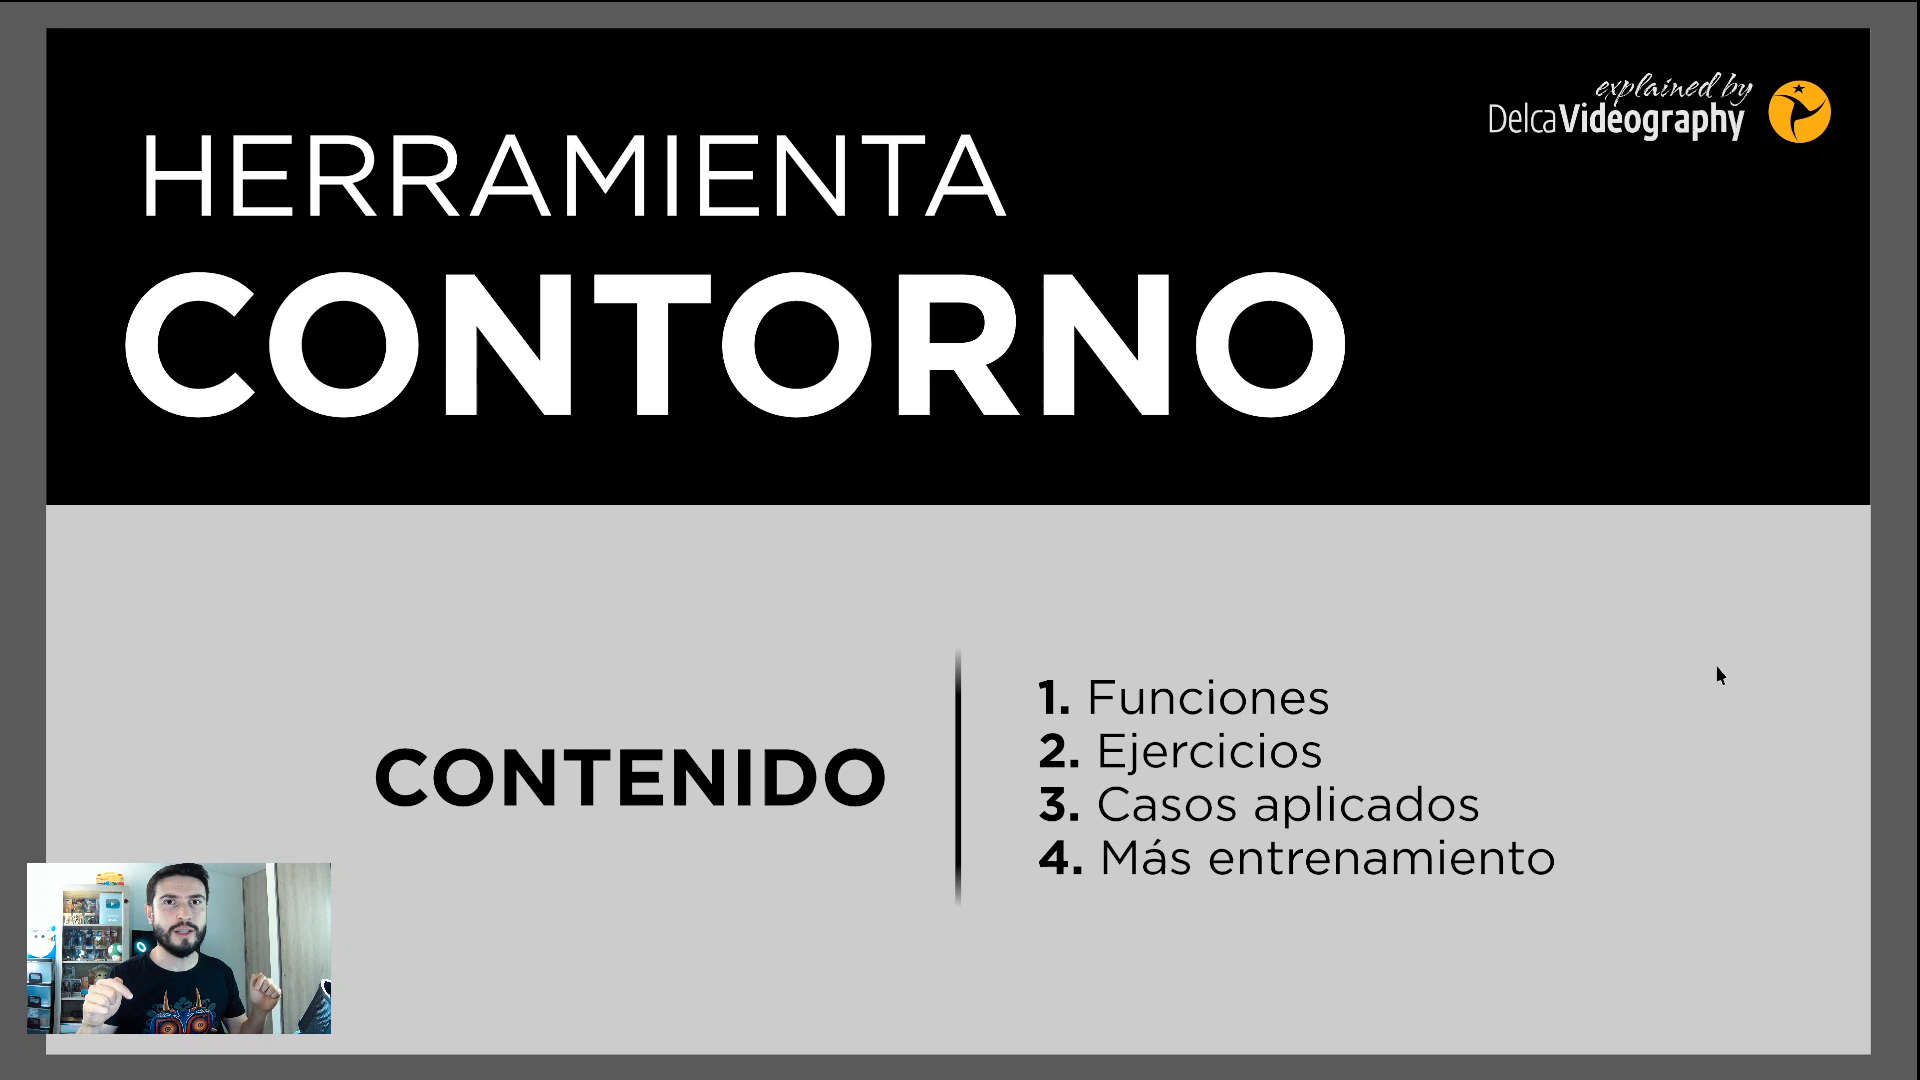 explained by
DelcaVideography
HERRAMIENTA
CONTORNO
CONTENIDO
1. Funciones
2. Ejercicios
3. Casos aplicados
4. Más entrenamiento